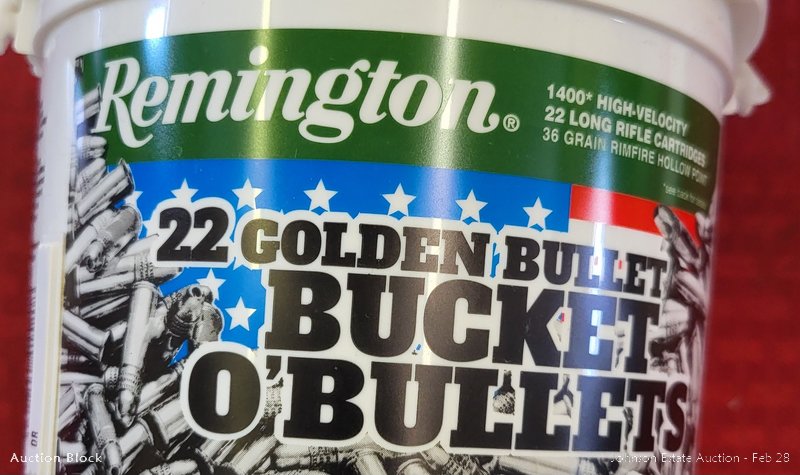 Remington®
1400* HIGH-VELOCITY
22 LONG RIFLE CARTRIDGES
36 GRAIN RIMFIRE HOLLOW POINT
22 GOLDEN BULLET
BUCKET
O'BULLETS
Auction Block
Johnson Estate Auction - Feb 28